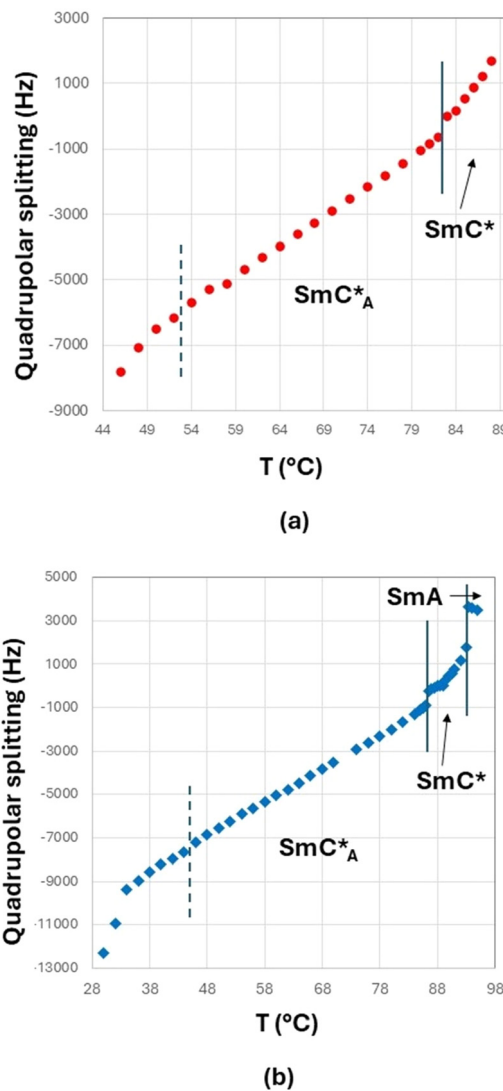 3000
1000
-1000
-3000
-5000
-7000
-9000
Quadrupolar splitting (Hz)
SmC*
SmC*A
44 49 54 59 64 69 74 79 84 89
T (°C)
(a)
5000
3000
1000
-1000
-3000
-5000
-7000
-9000
-11000
-13000
Quadrupolar splitting (Hz)
SmA
SmC*
SmC*A
28 38 48 58 68 78 88 98
T (°C)
(b)